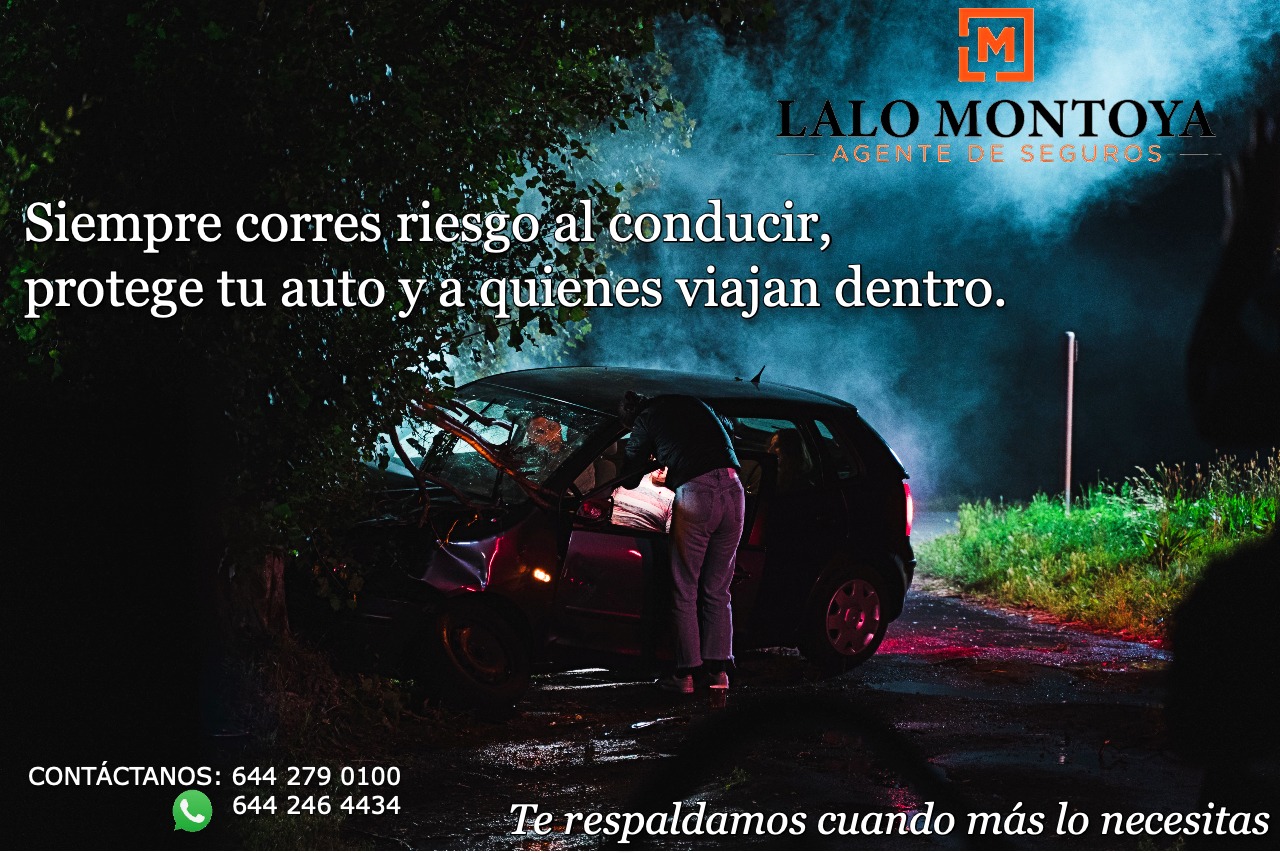 M
LALO MONTOYA
AGENTE DE SEGUROS
Siempre corres riesgo al conducir,
protege tu auto y a quienes viajan dentro.
CONTÁCTANOS: 644 279 0100
644 246 4434
Te respaldamos cuando más lo necesitas